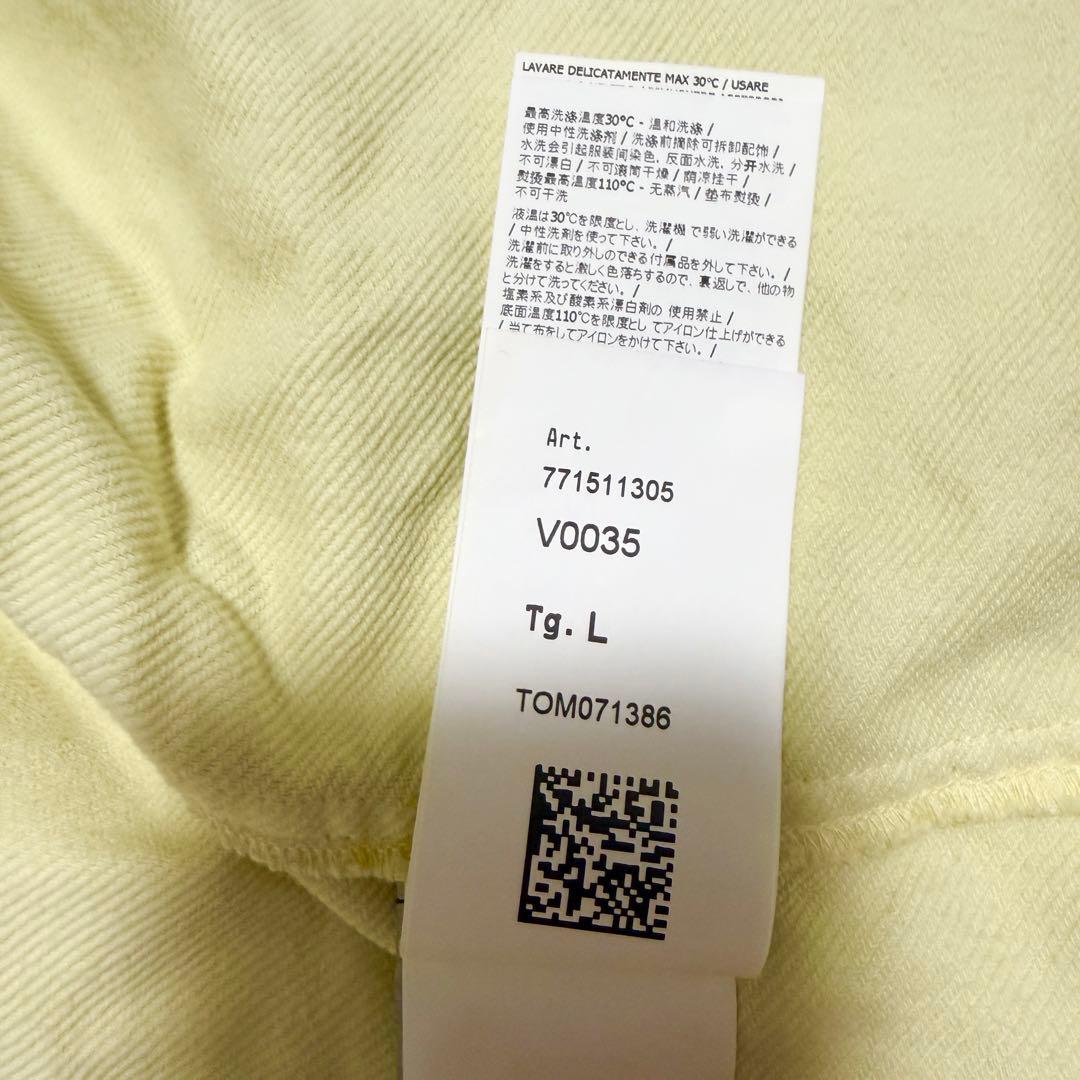 LAVARE DELICATAMENTE MAX 30°C / USARE
最高洗涤温度30°C - 温和洗涤 /
使用中性洗涤剂 / 洗涤前摘除可拆卸配饰 /
水洗会引起服装间染色, 反面水洗, 分开水洗 /
不可漂白 / 不可滚筒干燥 / 荫凉挂干 /
熨烫最高温度110°C - 无蒸汽 / 垫布熨烫 /
不可干洗
液温は30℃を限度とし、洗濯機 で弱い洗濯ができる
/ 中性洗剤を使って下さい。 /
洗濯前に取り外しのできる付属品を外して下さい。 /
洗濯をすると激しく色落ちするので、裏返しで、他の物
と分けて洗ってください。 /
塩素系及び酸素系漂白剤の 使用禁止 /
底面温度110℃を限度とし てアイロン仕上げができる
/ 当て布をしてアイロンをかけて下さい。 /
Art.
771511305
V0035
Tg. L
TOM071386